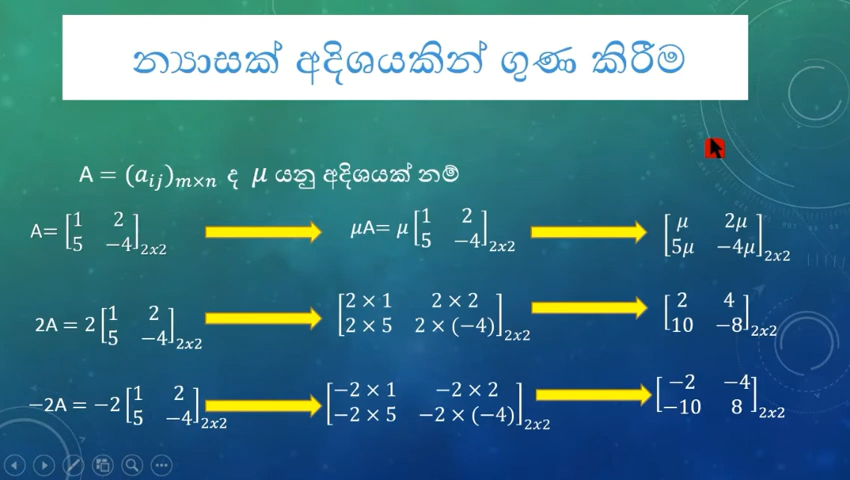 න්‍යාසක් අදිශයකින් ගුණ කිරීම
A = (aᵢⱼ)ₘ×ₙ ද μ යනු අදිශයක් නම්
A= [1 2; 5 −4]₂ₓ₂ μA= μ [1 2; 5 −4]₂ₓ₂ [μ 2μ; 5μ −4μ]₂ₓ₂
2A = 2 [1 2; 5 −4]₂ₓ₂ [2 × 1 2 × 2; 2 × 5 2 × (−4)]₂ₓ₂ [2 4; 10 −8]₂ₓ₂
−2A = −2 [1 2; 5 −4]₂ₓ₂ [−2 × 1 −2 × 2; −2 × 5 −2 × (−4)]₂ₓ₂ [−2 −4; −10 8]₂ₓ₂